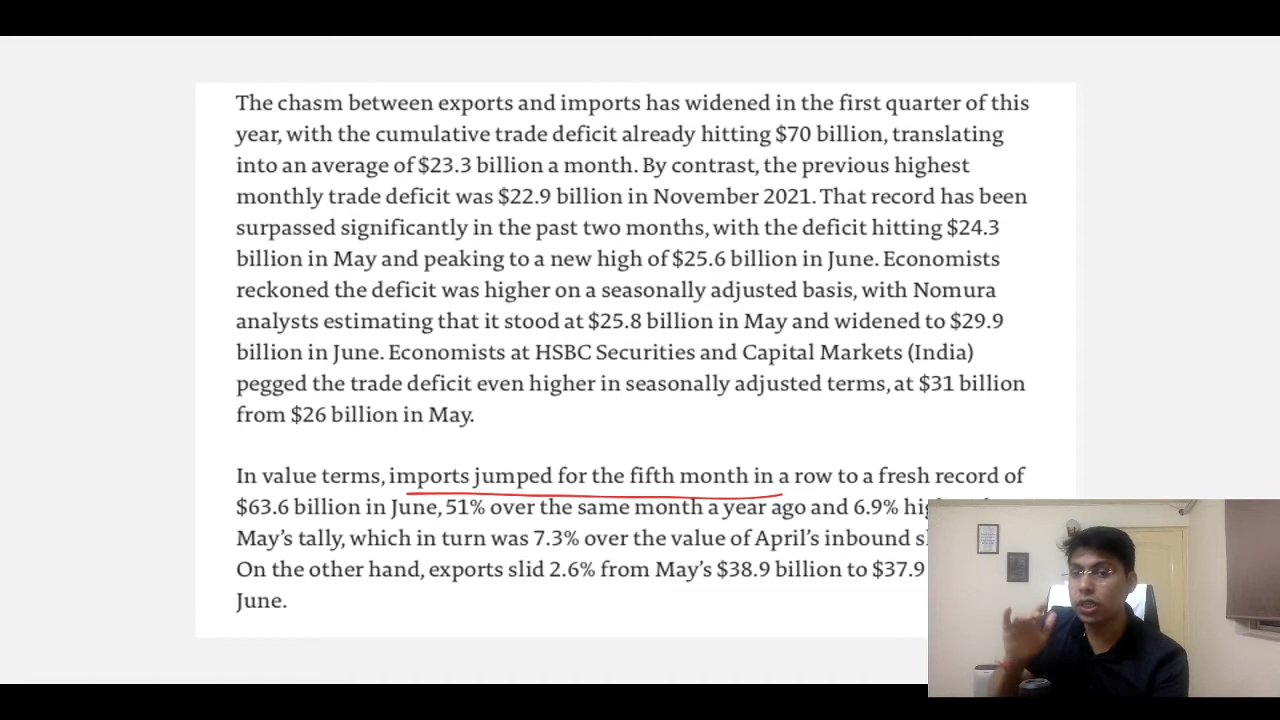 The chasm between exports and imports has widened in the first quarter of this
year, with the cumulative trade deficit already hitting $70 billion, translating
into an average of $23.3 billion a month. By contrast, the previous highest
monthly trade deficit was $22.9 billion in November 2021. That record has been
surpassed significantly in the past two months, with the deficit hitting $24.3
billion in May and peaking to a new high of $25.6 billion in June. Economists
reckoned the deficit was higher on a seasonally adjusted basis, with Nomura
analysts estimating that it stood at $25.8 billion in May and widened to $29.9
billion in June. Economists at HSBC Securities and Capital Markets (India)
pegged the trade deficit even higher in seasonally adjusted terms, at $31 billion
from $26 billion in May.
In value terms, imports jumped for the fifth month in a row to a fresh record of
$63.6 billion in June, 51% over the same month a year ago and 6.9%
May's tally, which in turn was 7.3% over the value of April's inbound
On the other hand, exports slid 2.6% from May's $38.9 billion to $37.9
June.